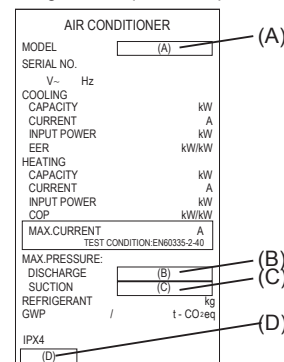 AIR CONDITIONER
MODEL (A) (A)
SERIAL NO.
V~ Hz
COOLING
CAPACITY kW
CURRENT A
INPUT POWER kW
EER kW/kW
HEATING
CAPACITY kW
CURRENT A
INPUT POWER kW
COP kW/kW
MAX.CURRENT A
TEST CONDITION:EN60335-2-40
MAX.PRESSURE:
DISCHARGE (B) (B)
SUCTION (C) (C)
REFRIGERANT kg
GWP / t - CO2eq
(D)
IPX4
(D)